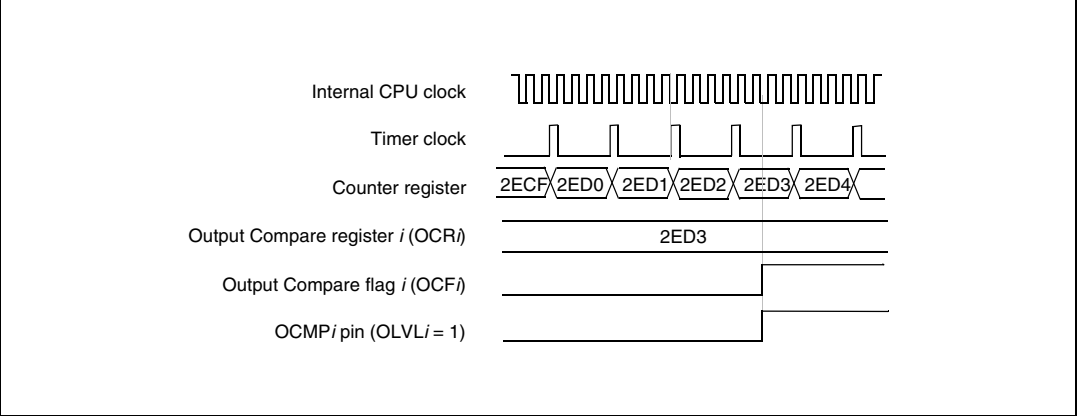 Internal CPU clock
Timer clock
Counter register 2ECF 2ED0 2ED1 2ED2 2ED3 2ED4
Output Compare register i (OCRi) 2ED3
Output Compare flag i (OCFi)
OCMPi pin (OLVLi = 1)